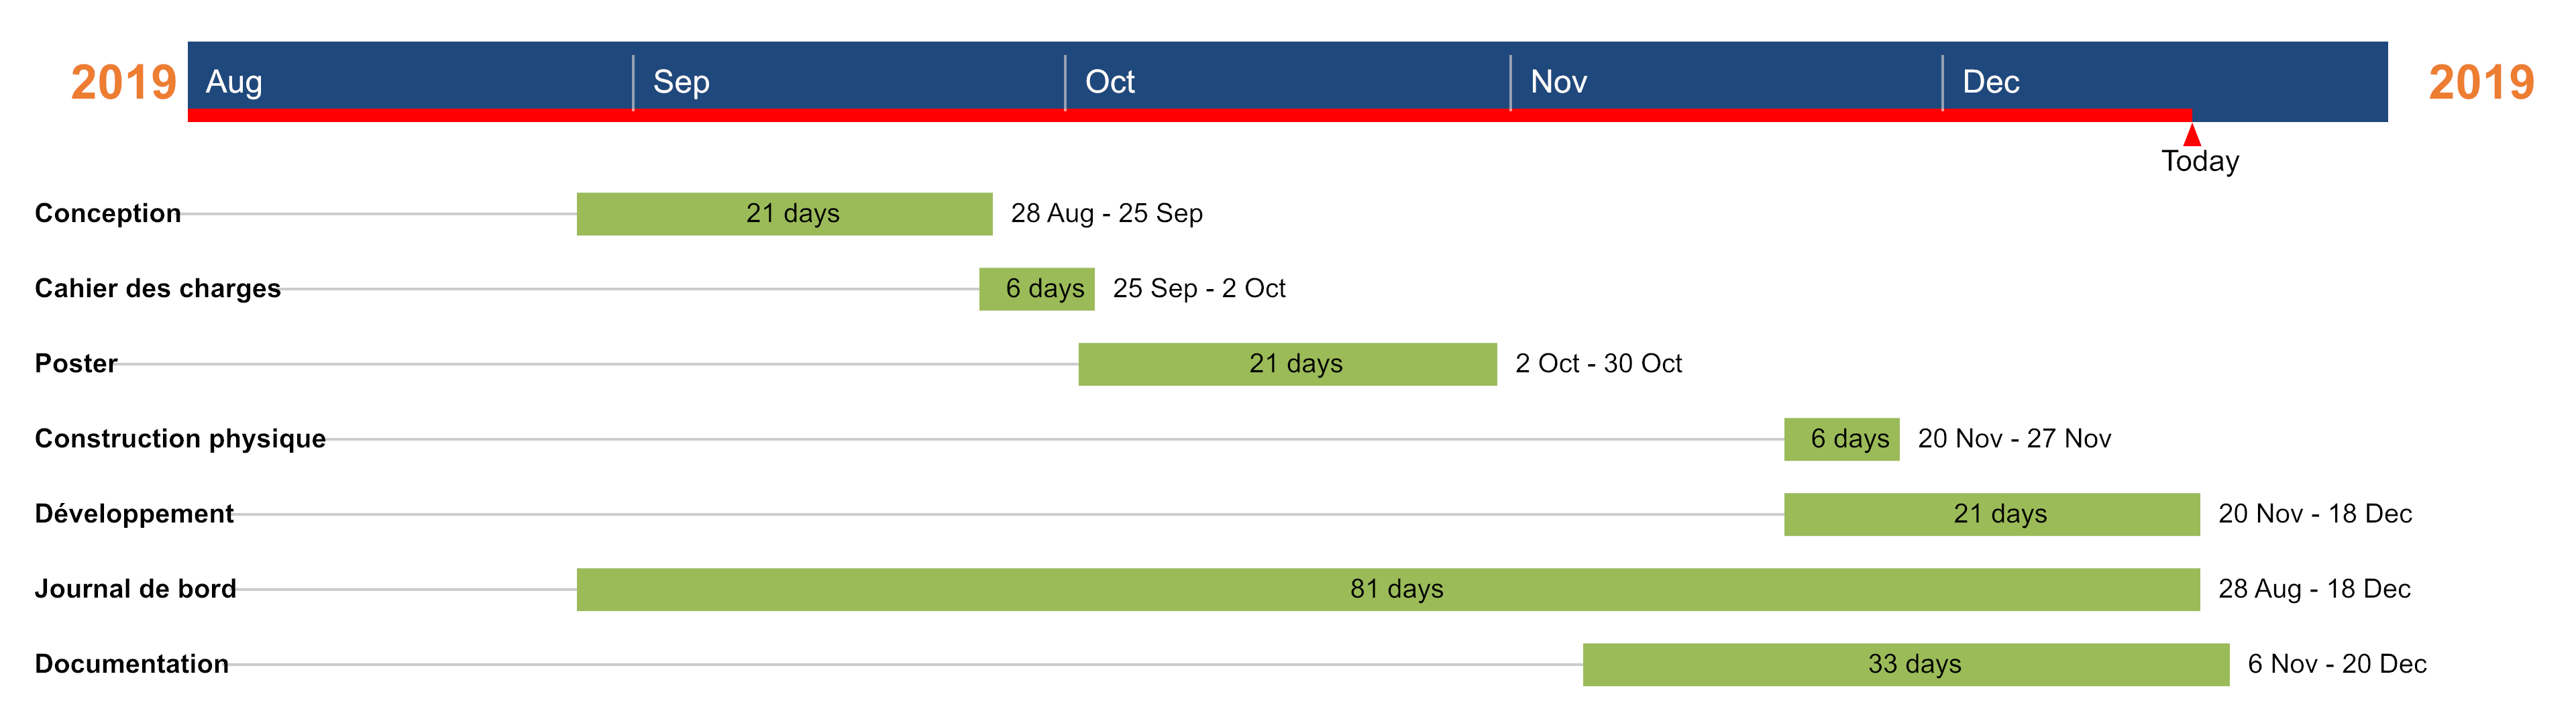 2019 Aug Sep Oct Nov Dec 2019
Today
Conception 21 days 28 Aug - 25 Sep
Cahier des charges 6 days 25 Sep - 2 Oct
Poster 21 days 2 Oct - 30 Oct
Construction physique 6 days 20 Nov - 27 Nov
Développement 21 days 20 Nov - 18 Dec
Journal de bord 81 days 28 Aug - 18 Dec
Documentation 33 days 6 Nov - 20 Dec